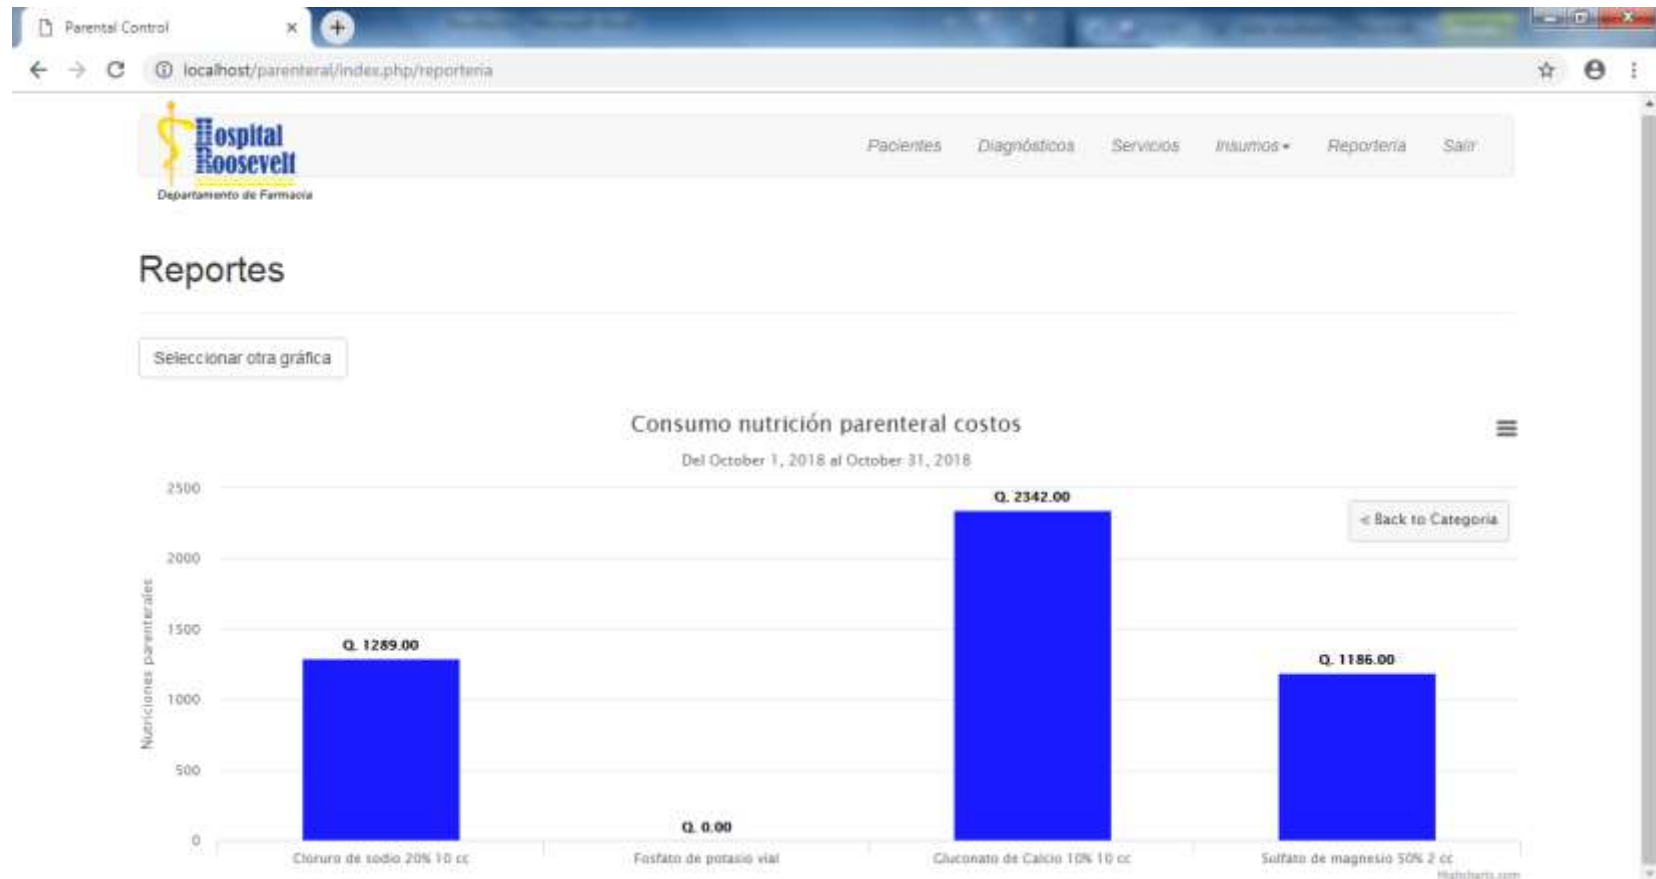 Parental Control
localhost/parenteral/index.php/reporteria
Hospital
Roosevelt
Departamento de Farmacia
Pacientes Diagnósticos Servicios Insumos Reportería Salir
Reportes
Seleccionar otra gráfica
Consumo nutrición parenteral costos
Del October 1, 2018 al October 31, 2018
Nutriciones parenterales
2500
2000
1500
1000
500
0
Q. 1289.00
Q. 0.00
Q. 2342.00
Q. 1186.00
< Back to Categoria
Cloruro de sodio 20% 10 cc
Fosfato de potasio vial
Gluconato de Calcio 10% 10 cc
Sulfato de magnesio 50% 2 cc
Highcharts.com